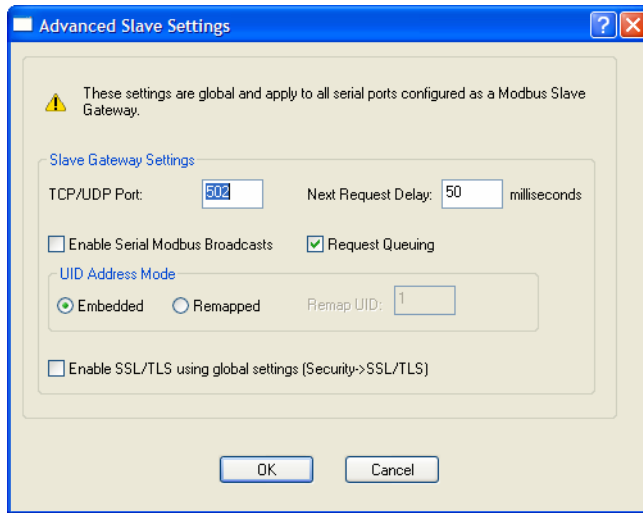 Advanced Slave Settings
These settings are global and apply to all serial ports configured as a Modbus Slave
Gateway.
Slave Gateway Settings
TCP/UDP Port: 502 Next Request Delay: 50 milliseconds
Enable Serial Modbus Broadcasts Request Queuing
UID Address Mode
Embedded Remapped Remap UID: 1
Enable SSL/TLS using global settings (Security->SSL/TLS)
OK Cancel